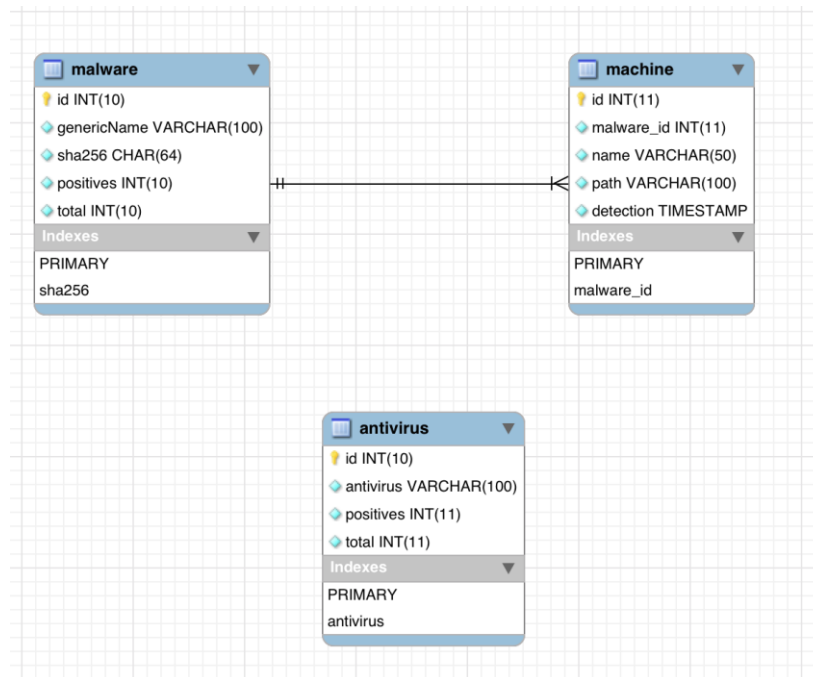 malware
id INT(10)
genericName VARCHAR(100)
sha256 CHAR(64)
positives INT(10)
total INT(10)
Indexes
PRIMARY
sha256
machine
id INT(11)
malware_id INT(11)
name VARCHAR(50)
path VARCHAR(100)
detection TIMESTAMP
Indexes
PRIMARY
malware_id
antivirus
id INT(10)
antivirus VARCHAR(100)
positives INT(11)
total INT(11)
Indexes
PRIMARY
antivirus